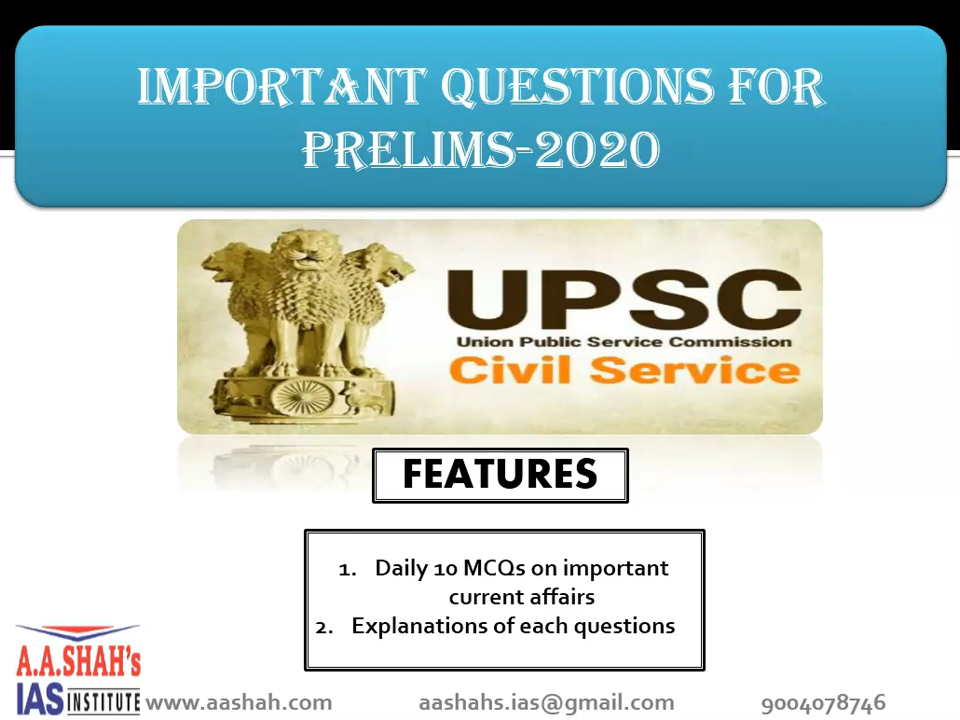 IMPORTANT QUESTIONS FOR
PRELIMS-2020
UPSC
Union Public Service Commission
Civil Service
FEATURES
1. Daily 10 MCQs on important
current affairs
2. Explanations of each questions
A.A.SHAH's
IAS INSTITUTE
www.aashah.com aashahs.ias@gmail.com 9004078746